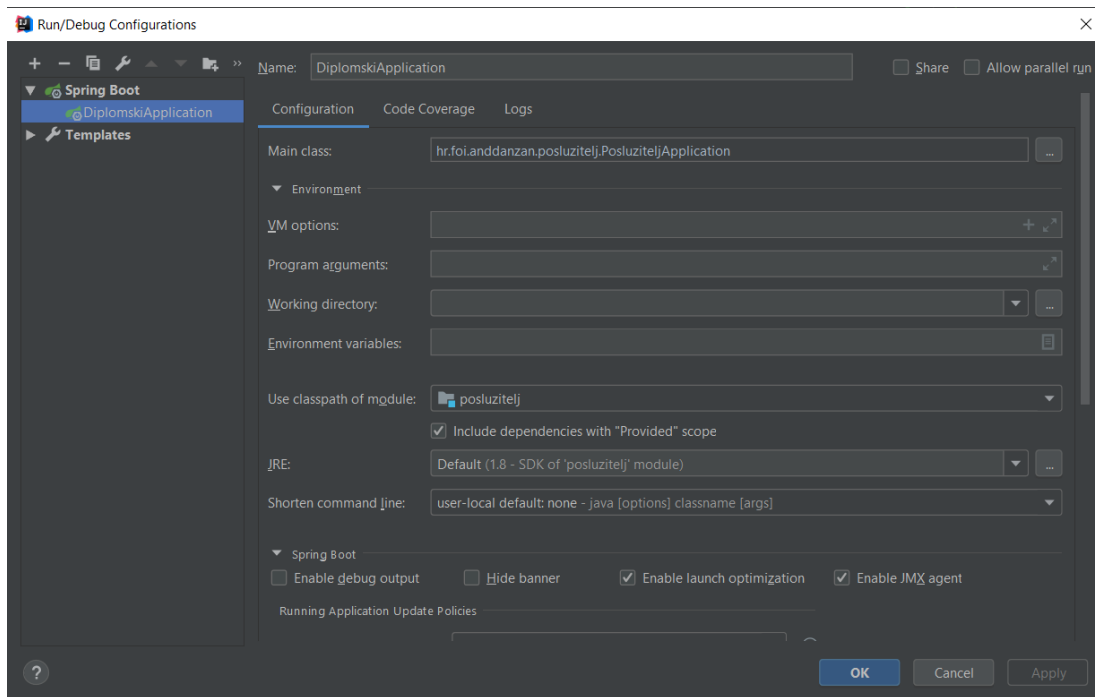 Run/Debug Configurations
Name: DiplomskiApplication Share Allow parallel run
Spring Boot
DiplomskiApplication
Templates
Configuration Code Coverage Logs
Main class: hr.foi.anddanzan.posluzitelj.PosluziteljApplication ...
Environment
VM options:
Program arguments:
Working directory: ...
Environment variables:
Use classpath of module: posluzitelj
Include dependencies with "Provided" scope
JRE: Default (1.8 - SDK of 'posluzitelj' module) ...
Shorten command line: user-local default: none - java [options] classname [args]
Spring Boot
Enable debug output Hide banner Enable launch optimization Enable JMX agent
Running Application Update Policies
? OK Cancel Apply